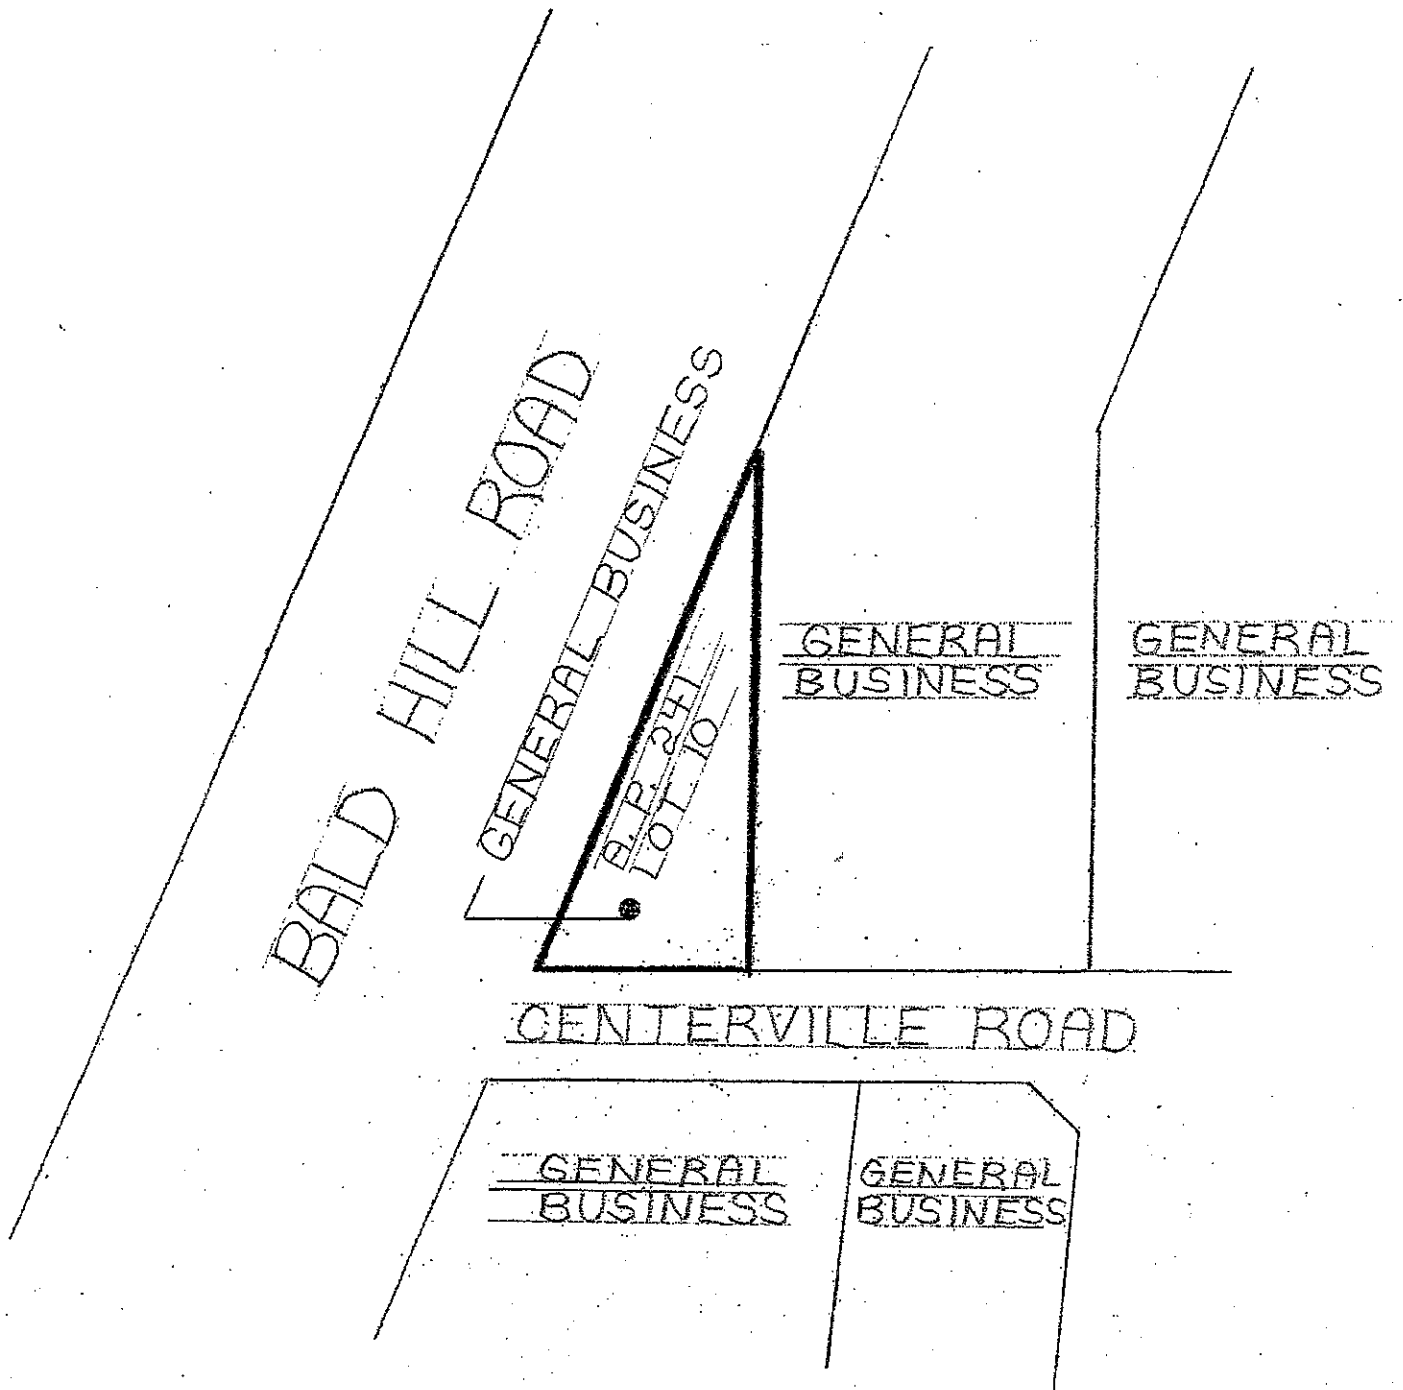 BALD HILL ROAD
GENERAL BUSINESS
A.P. 241
LOT 10
GENERAL
BUSINESS
GENERAL
BUSINESS
CENTERVILLE ROAD
GENERAL
BUSINESS
GENERAL
BUSINESS